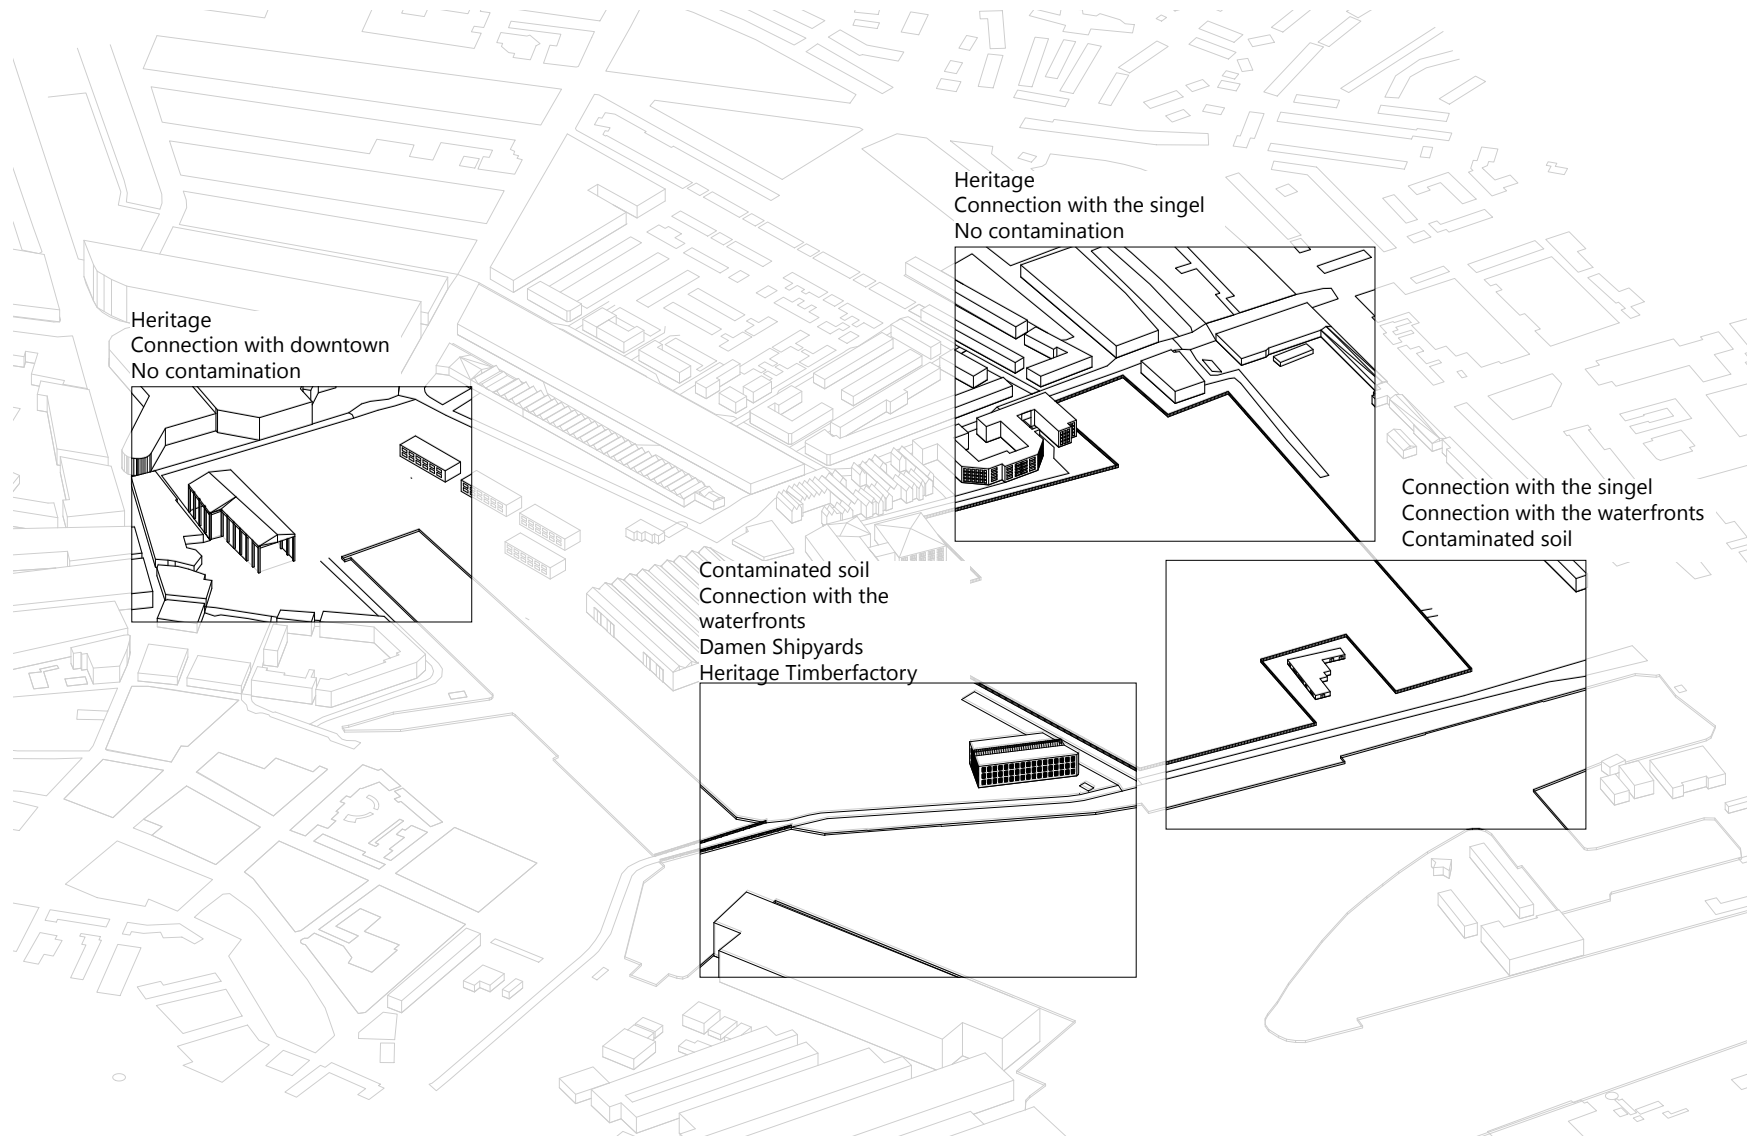 Heritage
Connection with the singel
No contamination
Heritage
Connection with downtown
No contamination
Connection with the singel
Connection with the waterfronts
Contaminated soil
Contaminated soil
Connection with the
waterfronts
Damen Shipyards
Heritage Timberfactory